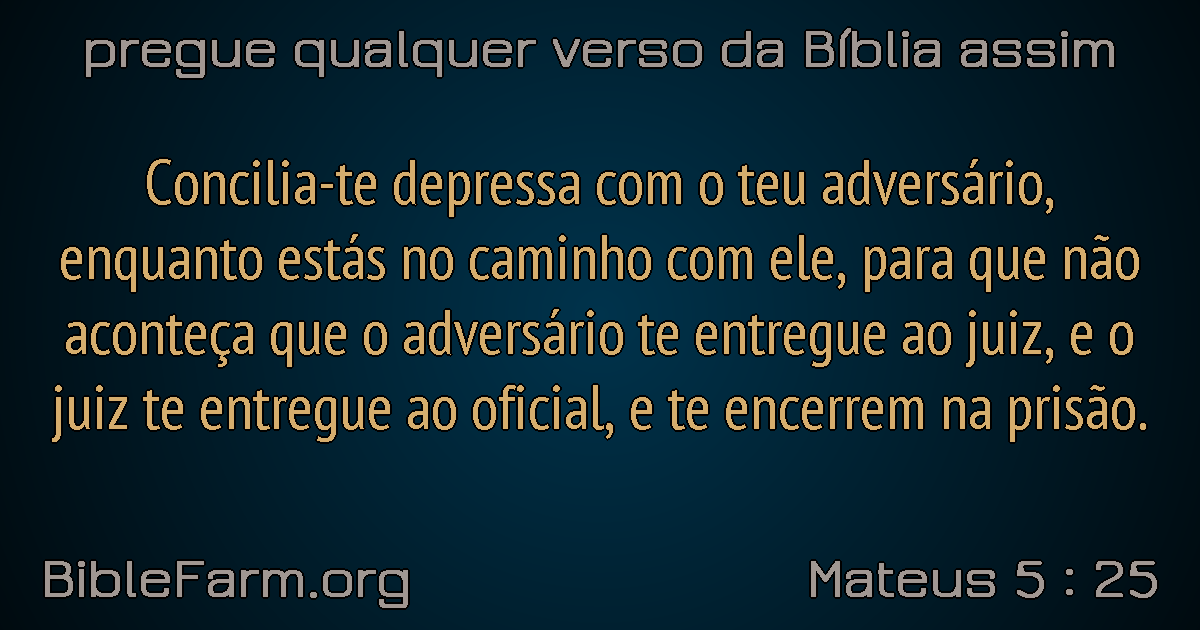 pregue qualquer verso da Bíblia assim
Concilia-te depressa com o teu adversário,
enquanto estás no caminho com ele, para que não
aconteça que o adversário te entregue ao juiz, e o
juiz te entregue ao oficial, e te encerrem na prisão.
BibleFarm.org
Mateus 5 : 25